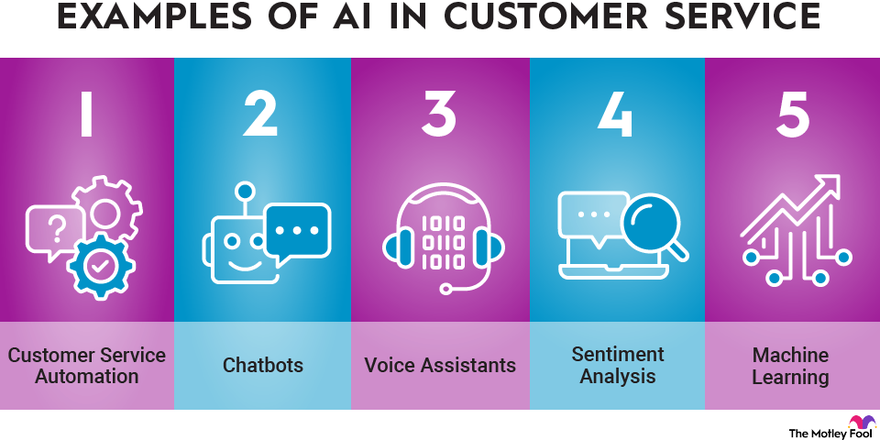 EXAMPLES OF AI IN CUSTOMER SERVICE
1
2
3
4
5
?
1010
0110
1010
Customer Service
Automation
Chatbots
Voice Assistants
Sentiment
Analysis
Machine
Learning
The Motley Fool